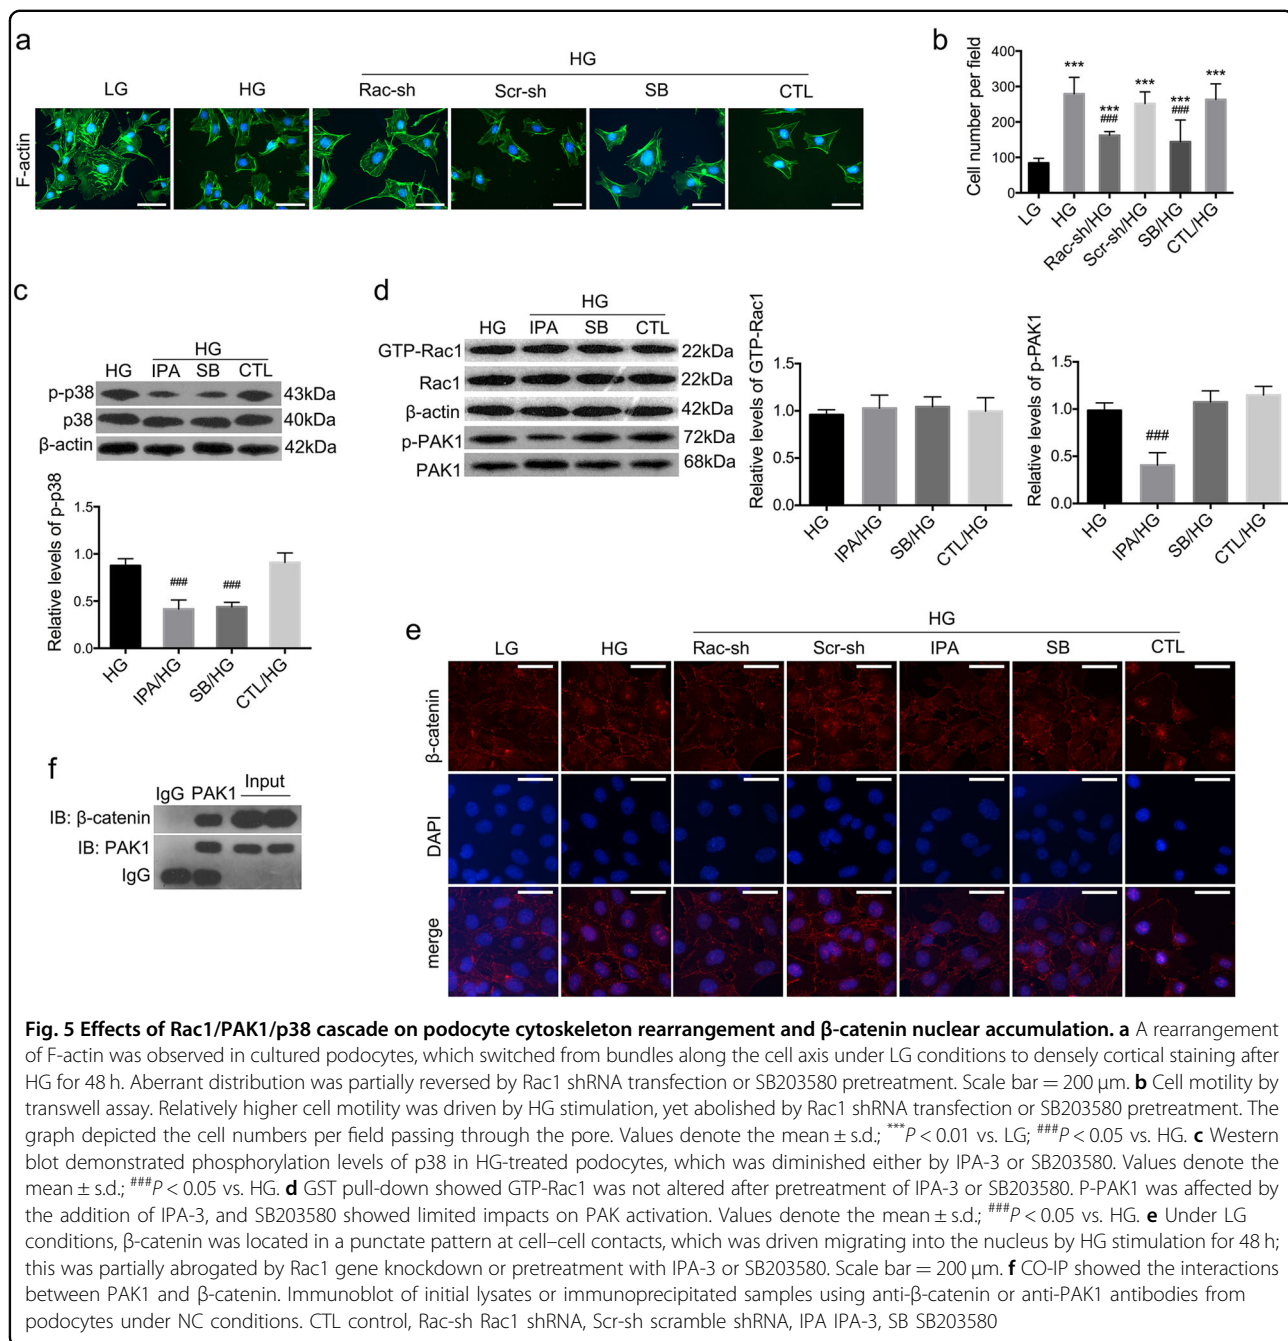 a
HG
LG HG Rac-sh Scr-sh SB CTL
F-actin
b
Cell number per field
400
300
200
100
0
***
***
###
***
***
###
***
LG HG Rac-sh/HG Scr-sh/HG SB/HG CTL/HG
c
HG
HG IPA SB CTL
p-p38 43kDa
p38 40kDa
β-actin 42kDa
Relative levels of p-p38
1.5
1.0
0.5
0.0
### ###
HG IPA/HG SB/HG CTL/HG
d
HG
HG IPA SB CTL
GTP-Rac1 22kDa
Rac1 22kDa
β-actin 42kDa
p-PAK1 72kDa
PAK1 68kDa
Relative levels of GTP-Rac1
1.5
1.0
0.5
0.0
HG IPA/HG SB/HG CTL/HG
Relative levels of p-PAK1
1.5
1.0
0.5
0.0
###
HG IPA/HG SB/HG CTL/HG
e
HG
LG HG Rac-sh Scr-sh IPA SB CTL
β-catenin
DAPI
merge
f
IgG PAK1 Input
IB: β-catenin
IB: PAK1
IgG
Fig. 5 Effects of Rac1/PAK1/p38 cascade on podocyte cytoskeleton rearrangement and β-catenin nuclear accumulation. a A rearrangement
of F-actin was observed in cultured podocytes, which switched from bundles along the cell axis under LG conditions to densely cortical staining after
HG for 48 h. Aberrant distribution was partially reversed by Rac1 shRNA transfection or SB203580 pretreatment. Scale bar = 200 μm. b Cell motility by
transwell assay. Relatively higher cell motility was driven by HG stimulation, yet abolished by Rac1 shRNA transfection or SB203580 pretreatment. The
graph depicted the cell numbers per field passing through the pore. Values denote the mean ± s.d.; ***P < 0.01 vs. LG; ###P < 0.05 vs. HG. c Western
blot demonstrated phosphorylation levels of p38 in HG-treated podocytes, which was diminished either by IPA-3 or SB203580. Values denote the
mean ± s.d.; ###P < 0.05 vs. HG. d GST pull-down showed GTP-Rac1 was not altered after pretreatment of IPA-3 or SB203580. P-PAK1 was affected by
the addition of IPA-3, and SB203580 showed limited impacts on PAK activation. Values denote the mean ± s.d.; ###P < 0.05 vs. HG. e Under LG
conditions, β-catenin was located in a punctate pattern at cell–cell contacts, which was driven migrating into the nucleus by HG stimulation for 48 h;
this was partially abrogated by Rac1 gene knockdown or pretreatment with IPA-3 or SB203580. Scale bar = 200 μm. f CO-IP showed the interactions
between PAK1 and β-catenin. Immunoblot of initial lysates or immunoprecipitated samples using anti-β-catenin or anti-PAK1 antibodies from
podocytes under NC conditions. CTL control, Rac-sh Rac1 shRNA, Scr-sh scramble shRNA, IPA IPA-3, SB SB203580